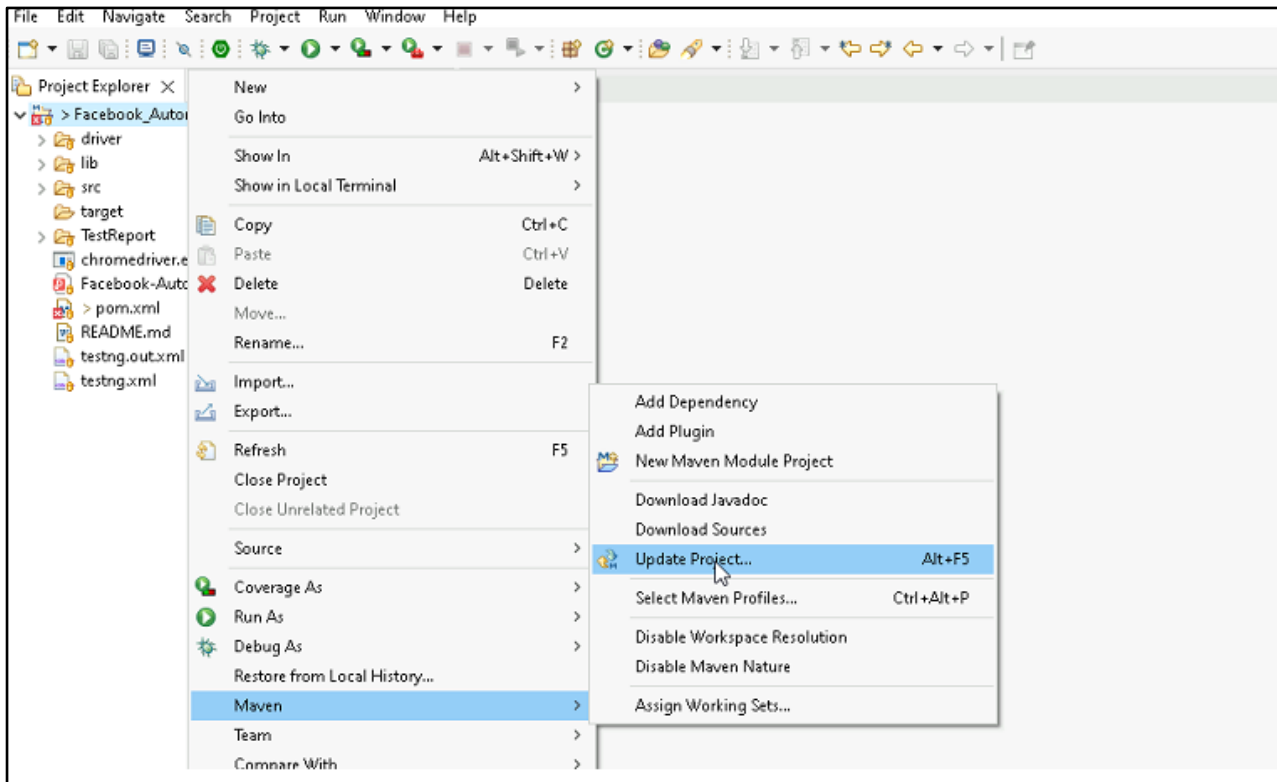 File Edit Navigate Search Project Run Window Help
Project Explorer
> Facebook_Auto
driver
lib
src
target
TestReport
chromedriver.e
Facebook-Auto
> pom.xml
README.md
testng.out.xml
testng.xml
New
Go Into
Show In Alt+Shift+W
Show in Local Terminal
Copy Ctrl+C
Paste Ctrl+V
Delete Delete
Move...
Rename... F2
Import...
Export...
Refresh F5
Close Project
Close Unrelated Project
Source
Coverage As
Run As
Debug As
Restore from Local History...
Maven
Team
Compare With
Add Dependency
Add Plugin
New Maven Module Project
Download Javadoc
Download Sources
Update Project... Alt+F5
Select Maven Profiles... Ctrl+Alt+P
Disable Workspace Resolution
Disable Maven Nature
Assign Working Sets...